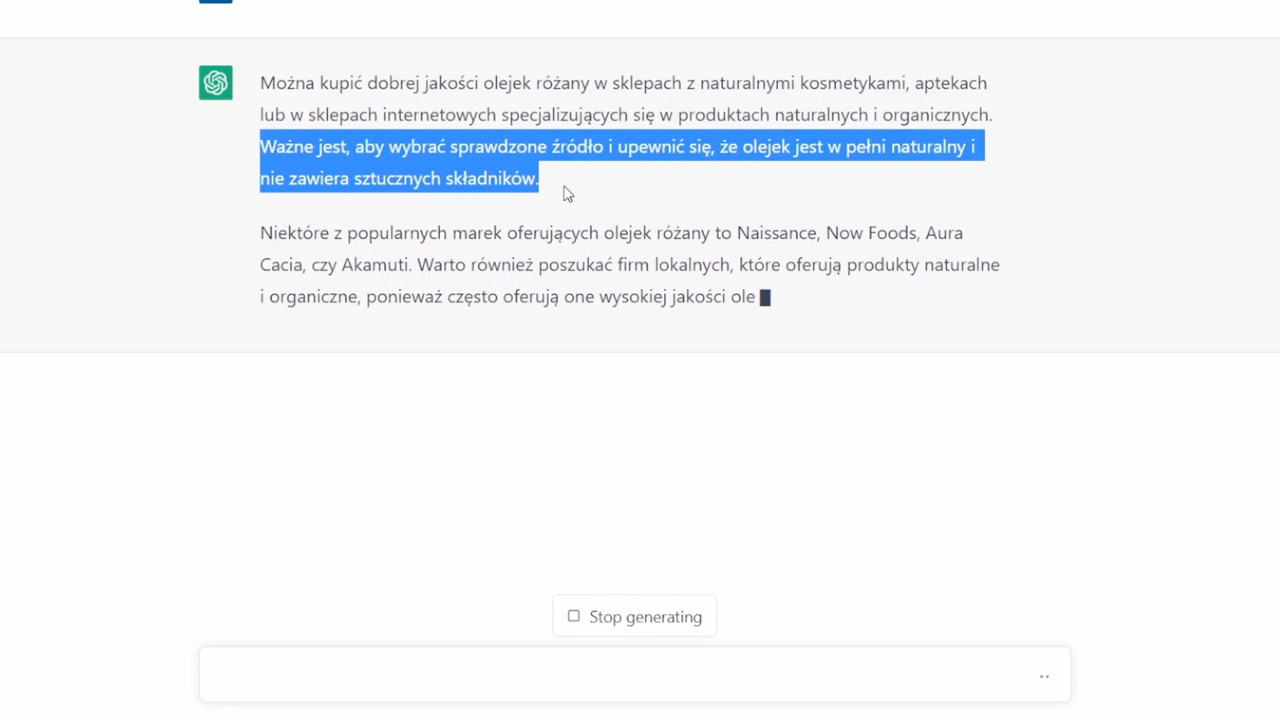 Można kupić dobrej jakości olejek różany w sklepach z naturalnymi kosmetykami, aptekach
lub w sklepach internetowych specjalizujących się w produktach naturalnych i organicznych.
Ważne jest, aby wybrać sprawdzone źródło i upewnić się, że olejek jest w pełni naturalny i
nie zawiera sztucznych składników.
Niektóre z popularnych marek oferujących olejek różany to Naissance, Now Foods, Aura
Cacia, czy Akamuti. Warto również poszukać firm lokalnych, które oferują produkty naturalne
i organiczne, ponieważ często oferują one wysokiej jakości ole
Stop generating